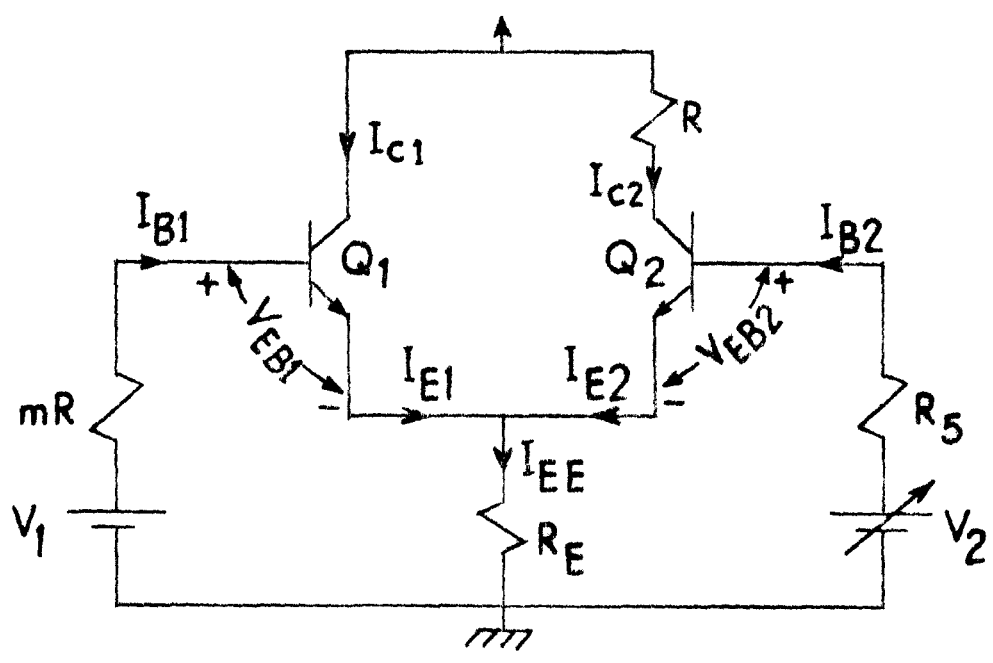 R
I_C1
I_C2
I_B1
I_B2
Q_1
Q_2
+
+
V_EB1
V_EB2
I_E1
I_E2
−
−
mR
R_5
I_EE
V_1
R_E
V_2